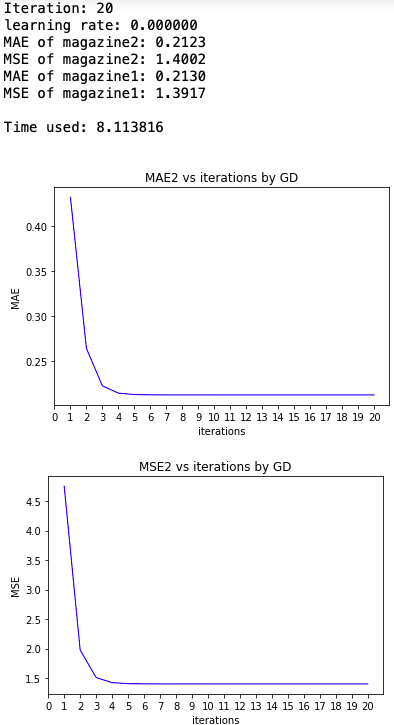 Iteration: 20
learning rate: 0.000000
MAE of magazine2: 0.2123
MSE of magazine2: 1.4002
MAE of magazine1: 0.2130
MSE of magazine1: 1.3917
Time used: 8.113816
MAE2 vs iterations by GD
0.40
0.35
0.30
0.25
MAE
0 1 2 3 4 5 6 7 8 9 10 11 12 13 14 15 16 17 18 19 20
iterations
MSE2 vs iterations by GD
4.5
4.0
3.5
3.0
2.5
2.0
1.5
MSE
0 1 2 3 4 5 6 7 8 9 10 11 12 13 14 15 16 17 18 19 20
iterations